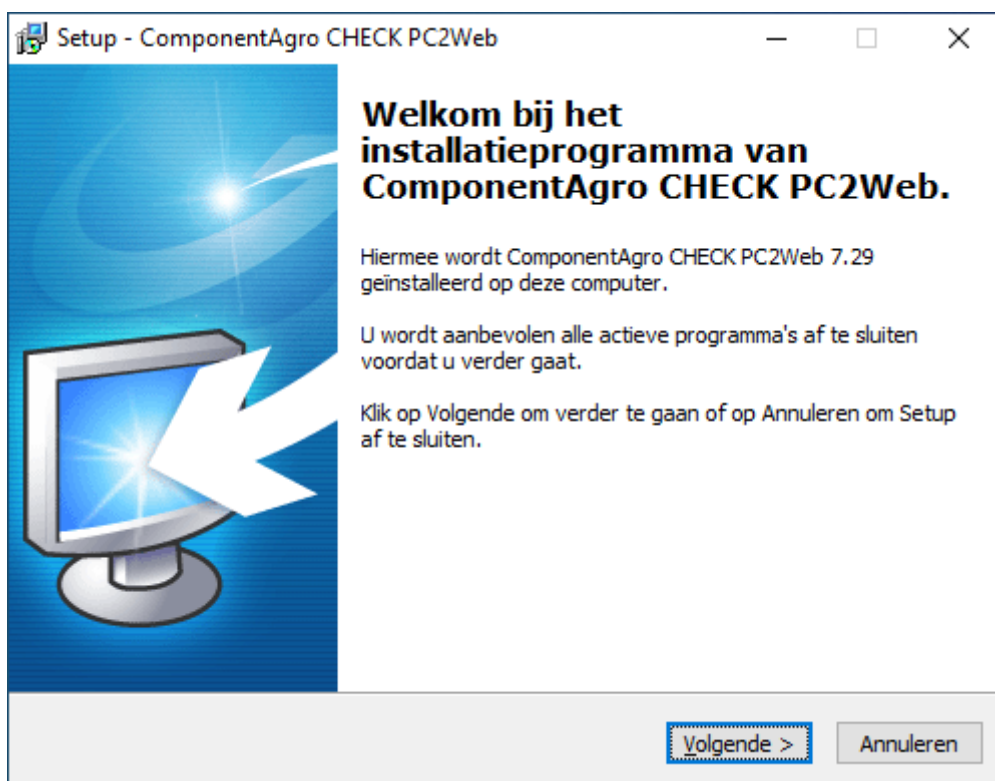 Setup - ComponentAgro CHECK PC2Web
Welkom bij het
installatieprogramma van
ComponentAgro CHECK PC2Web.
Hiermee wordt ComponentAgro CHECK PC2Web 7.29
geïnstalleerd op deze computer.
U wordt aanbevolen alle actieve programma's af te sluiten
voordat u verder gaat.
Klik op Volgende om verder te gaan of op Annuleren om Setup
af te sluiten.
Volgende >
Annuleren